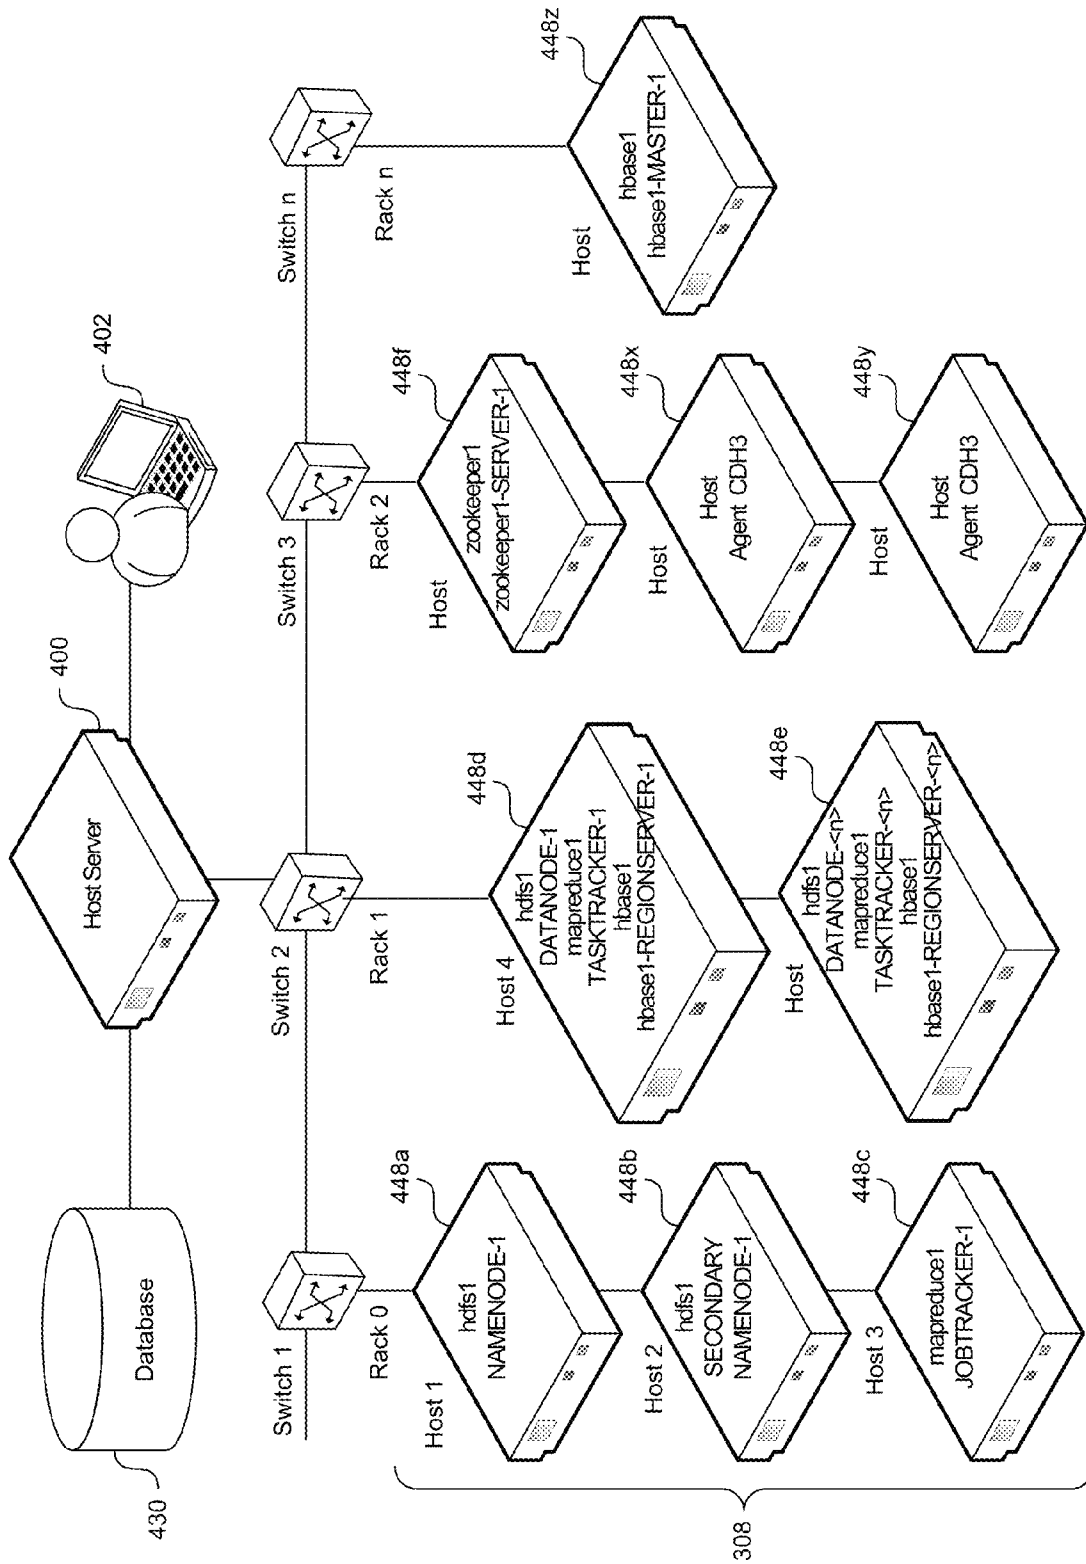 430
Database
Host Server
400
402
Switch 1
Switch 2
Switch 3
Switch n
Rack 0
Rack 1
Rack 2
Rack n
308
Host 1
hdfs1
NAMENODE-1
448a
Host 2
hdfs1
SECONDARY
NAMENODE-1
448b
Host 3
mapreduce1
JOBTRACKER-1
448c
Host 4
hdfs1
DATANODE-1
mapreduce1
TASKTRACKER-1
hbase1
hbase1-REGIONSERVER-1
448d
Host
hdfs1
DATANODE-<n>
mapreduce1
TASKTRACKER-<n>
hbase1
hbase1-REGIONSERVER-<n>
448e
Host
zookeeper1
zookeeper1-SERVER-1
448f
Host
Host
Agent CDH3
448x
Host
Host
Agent CDH3
448y
Host
hbase1
hbase1-MASTER-1
448z